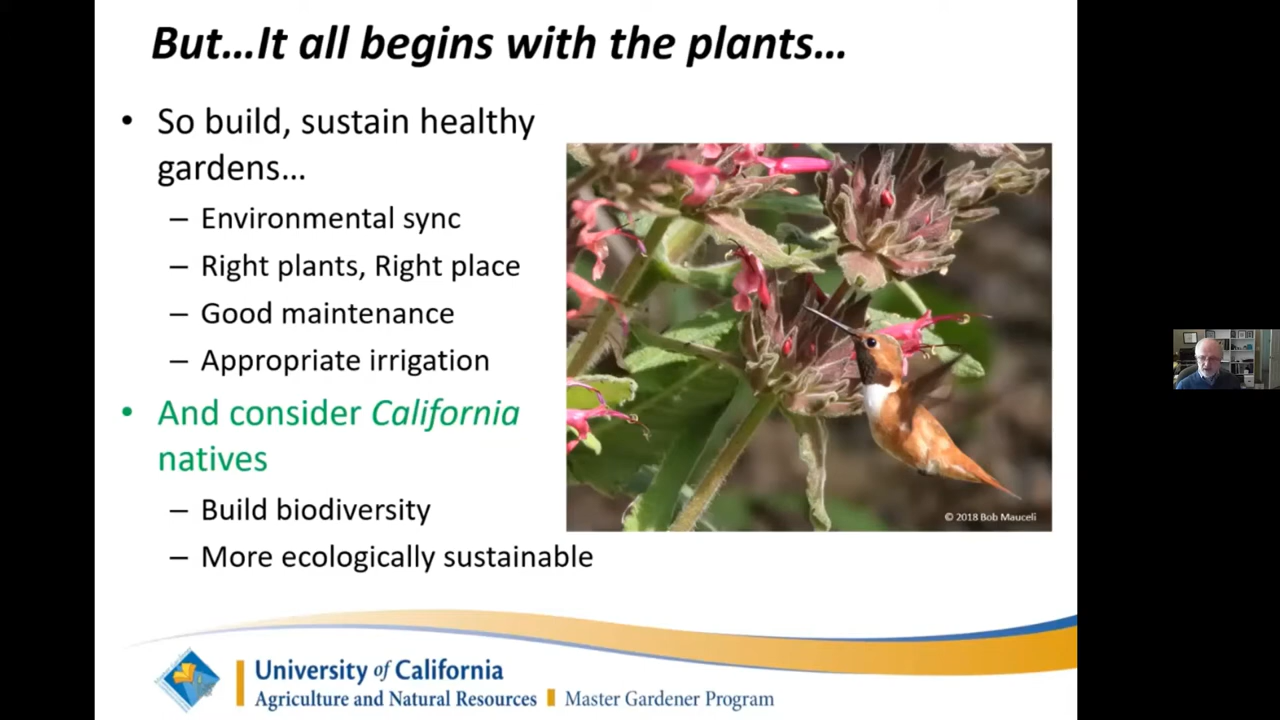 But…It all begins with the plants…
• So build, sustain healthy
gardens…
– Environmental sync
– Right plants, Right place
– Good maintenance
– Appropriate irrigation
• And consider California
natives
– Build biodiversity
– More ecologically sustainable
© 2018 Bob Mauceli
University of California
Agriculture and Natural Resources | Master Gardener Program